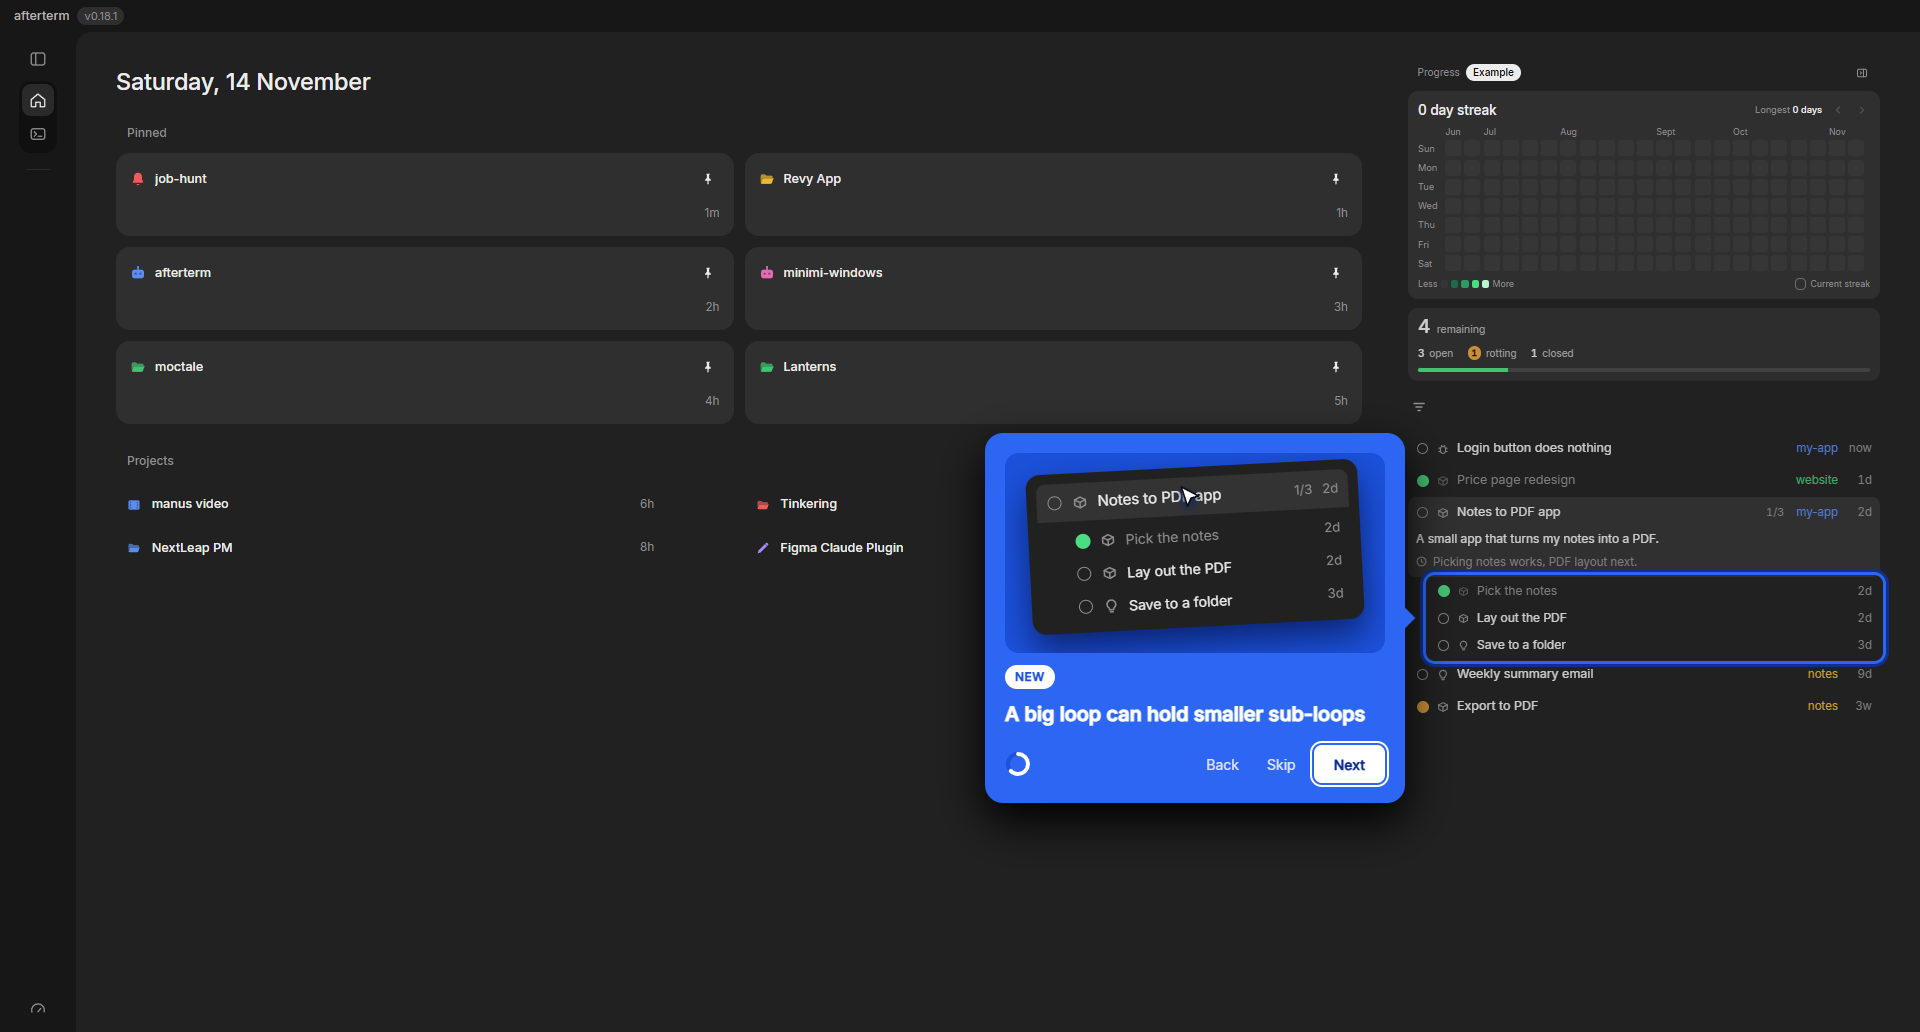 afterterm v0.18.1
Saturday, 14 November
Pinned
job-hunt
1m
Revy App
1h
afterterm
2h
minimi-windows
3h
moctale
4h
Lanterns
5h
Projects
manus video 6h
Tinkering
NextLeap PM 8h
Figma Claude Plugin
Notes to PDF app 1/3 2d
Pick the notes 2d
Lay out the PDF 2d
Save to a folder 3d
NEW
A big loop can hold smaller sub-loops
Back Skip Next
Progress Example
0 day streak Longest 0 days
Jun Jul Aug Sept Oct Nov
Sun
Mon
Tue
Wed
Thu
Fri
Sat
Less More Current streak
4 remaining
3 open 1 rotting 1 closed
Login button does nothing my-app now
Price page redesign website 1d
Notes to PDF app 1/3 my-app 2d
A small app that turns my notes into a PDF.
Picking notes works, PDF layout next.
Pick the notes 2d
Lay out the PDF 2d
Save to a folder 3d
Weekly summary email notes 9d
Export to PDF notes 3w